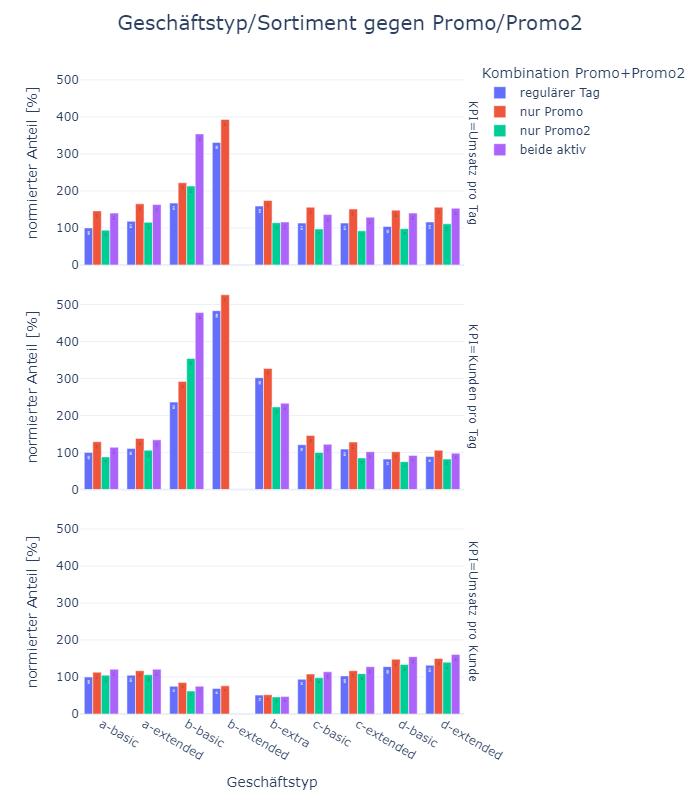 Geschäftstyp/Sortiment gegen Promo/Promo2
Kombination Promo+Promo2
regulärer Tag
nur Promo
nur Promo2
beide aktiv
normierter Anteil [%]
500
400
300
200
100
0
KPI=Umsatz pro Tag
normierter Anteil [%]
500
400
300
200
100
0
KPI=Kunden pro Tag
normierter Anteil [%]
500
400
300
200
100
0
KPI=Umsatz pro Kunde
a-basic
a-extended
b-basic
b-extended
b-extra
c-basic
c-extended
d-basic
d-extended
Geschäftstyp